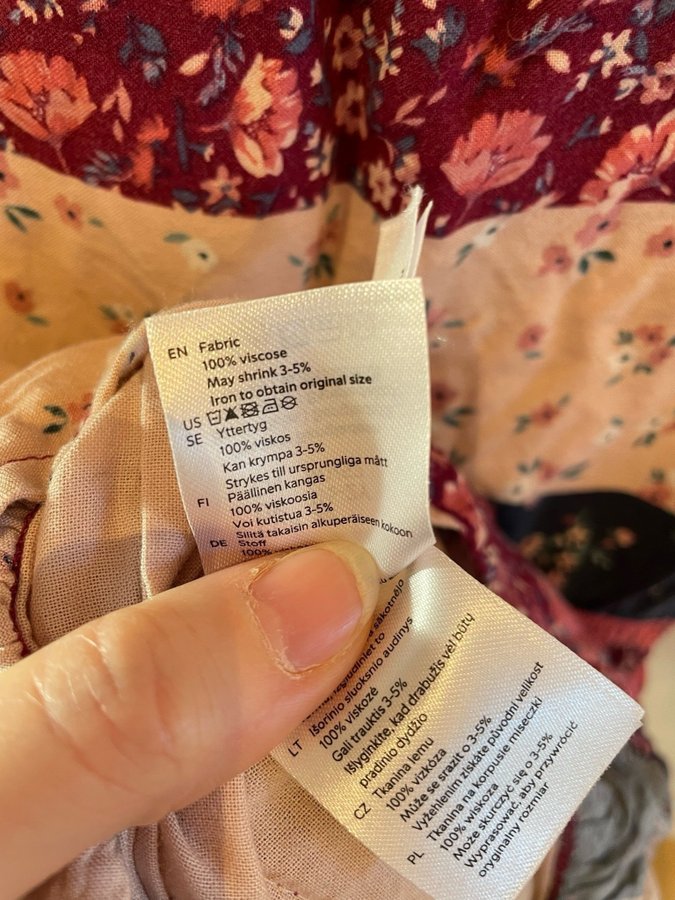 EN Fabric
100% viscose
May shrink 3-5%
Iron to obtain original size
US
SE Yttertyg
100% viskos
Kan krympa 3-5%
Strykes till ursprungliga mått
FI Päällinen kangas
100% viskoosia
Voi kutistua 3-5%
Silitä takaisin alkuperäiseen kokoon
DE Stoff
100%
sākotnējo
LT Išorinio sluoksnio audinys
100% viskozė
Gali trauktis 3-5%
Išlyginkite, kad drabužis vėl būtų
pradinio dydžio
CZ Tkanina lemu
100% vizkóza
Může se srazit o 3-5%
Vyžehlením získáte původní velikost
PL Tkanina na korpusie miseczki
100% wiskoza
Może skurczyć się o 3-5%
Wyprasować, aby przywrócić
oryginalny rozmiar